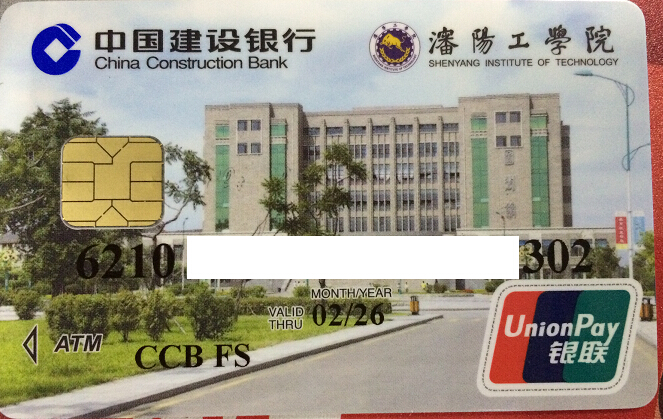 中国建设银行
China Construction Bank
瀋陽工學院
SHENYANG INSTITUTE OF TECHNOLOGY
6210
302
MONTH/YEAR
VALID THRU 02/26
ATM
CCB FS
UnionPay
银联